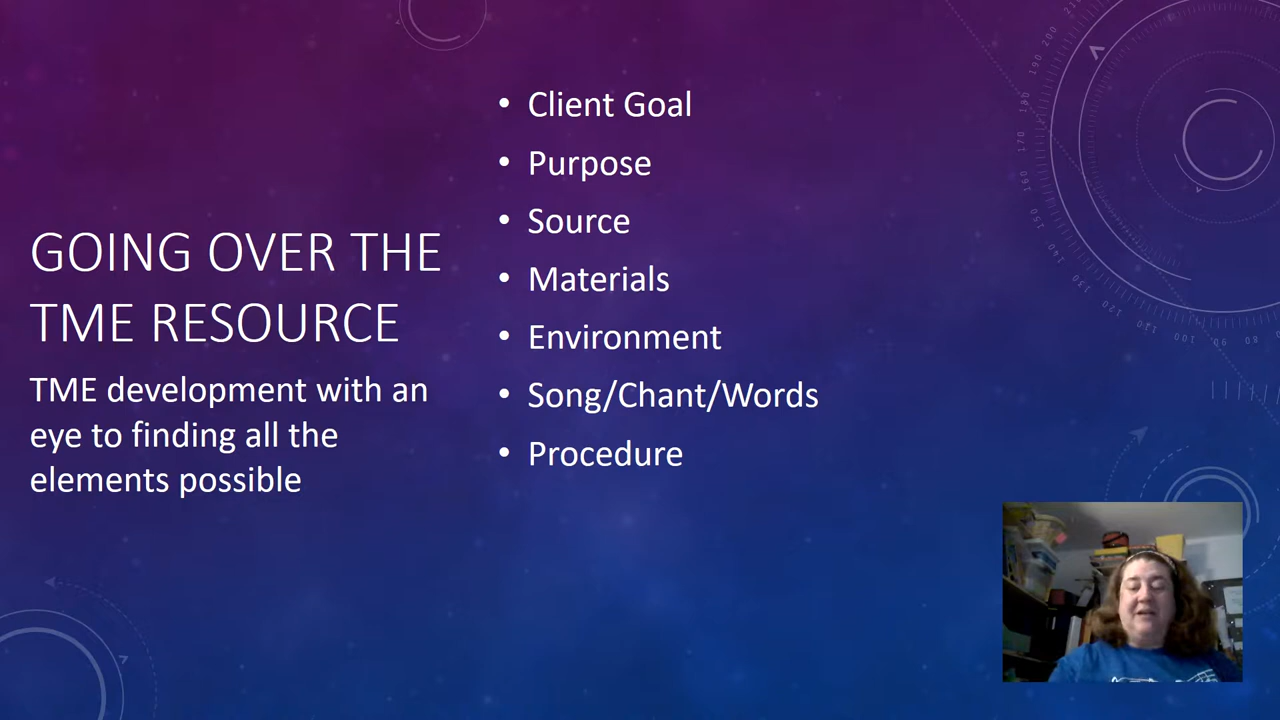 GOING OVER THE
TME RESOURCE
TME development with an
eye to finding all the
elements possible
• Client Goal
• Purpose
• Source
• Materials
• Environment
• Song/Chant/Words
• Procedure